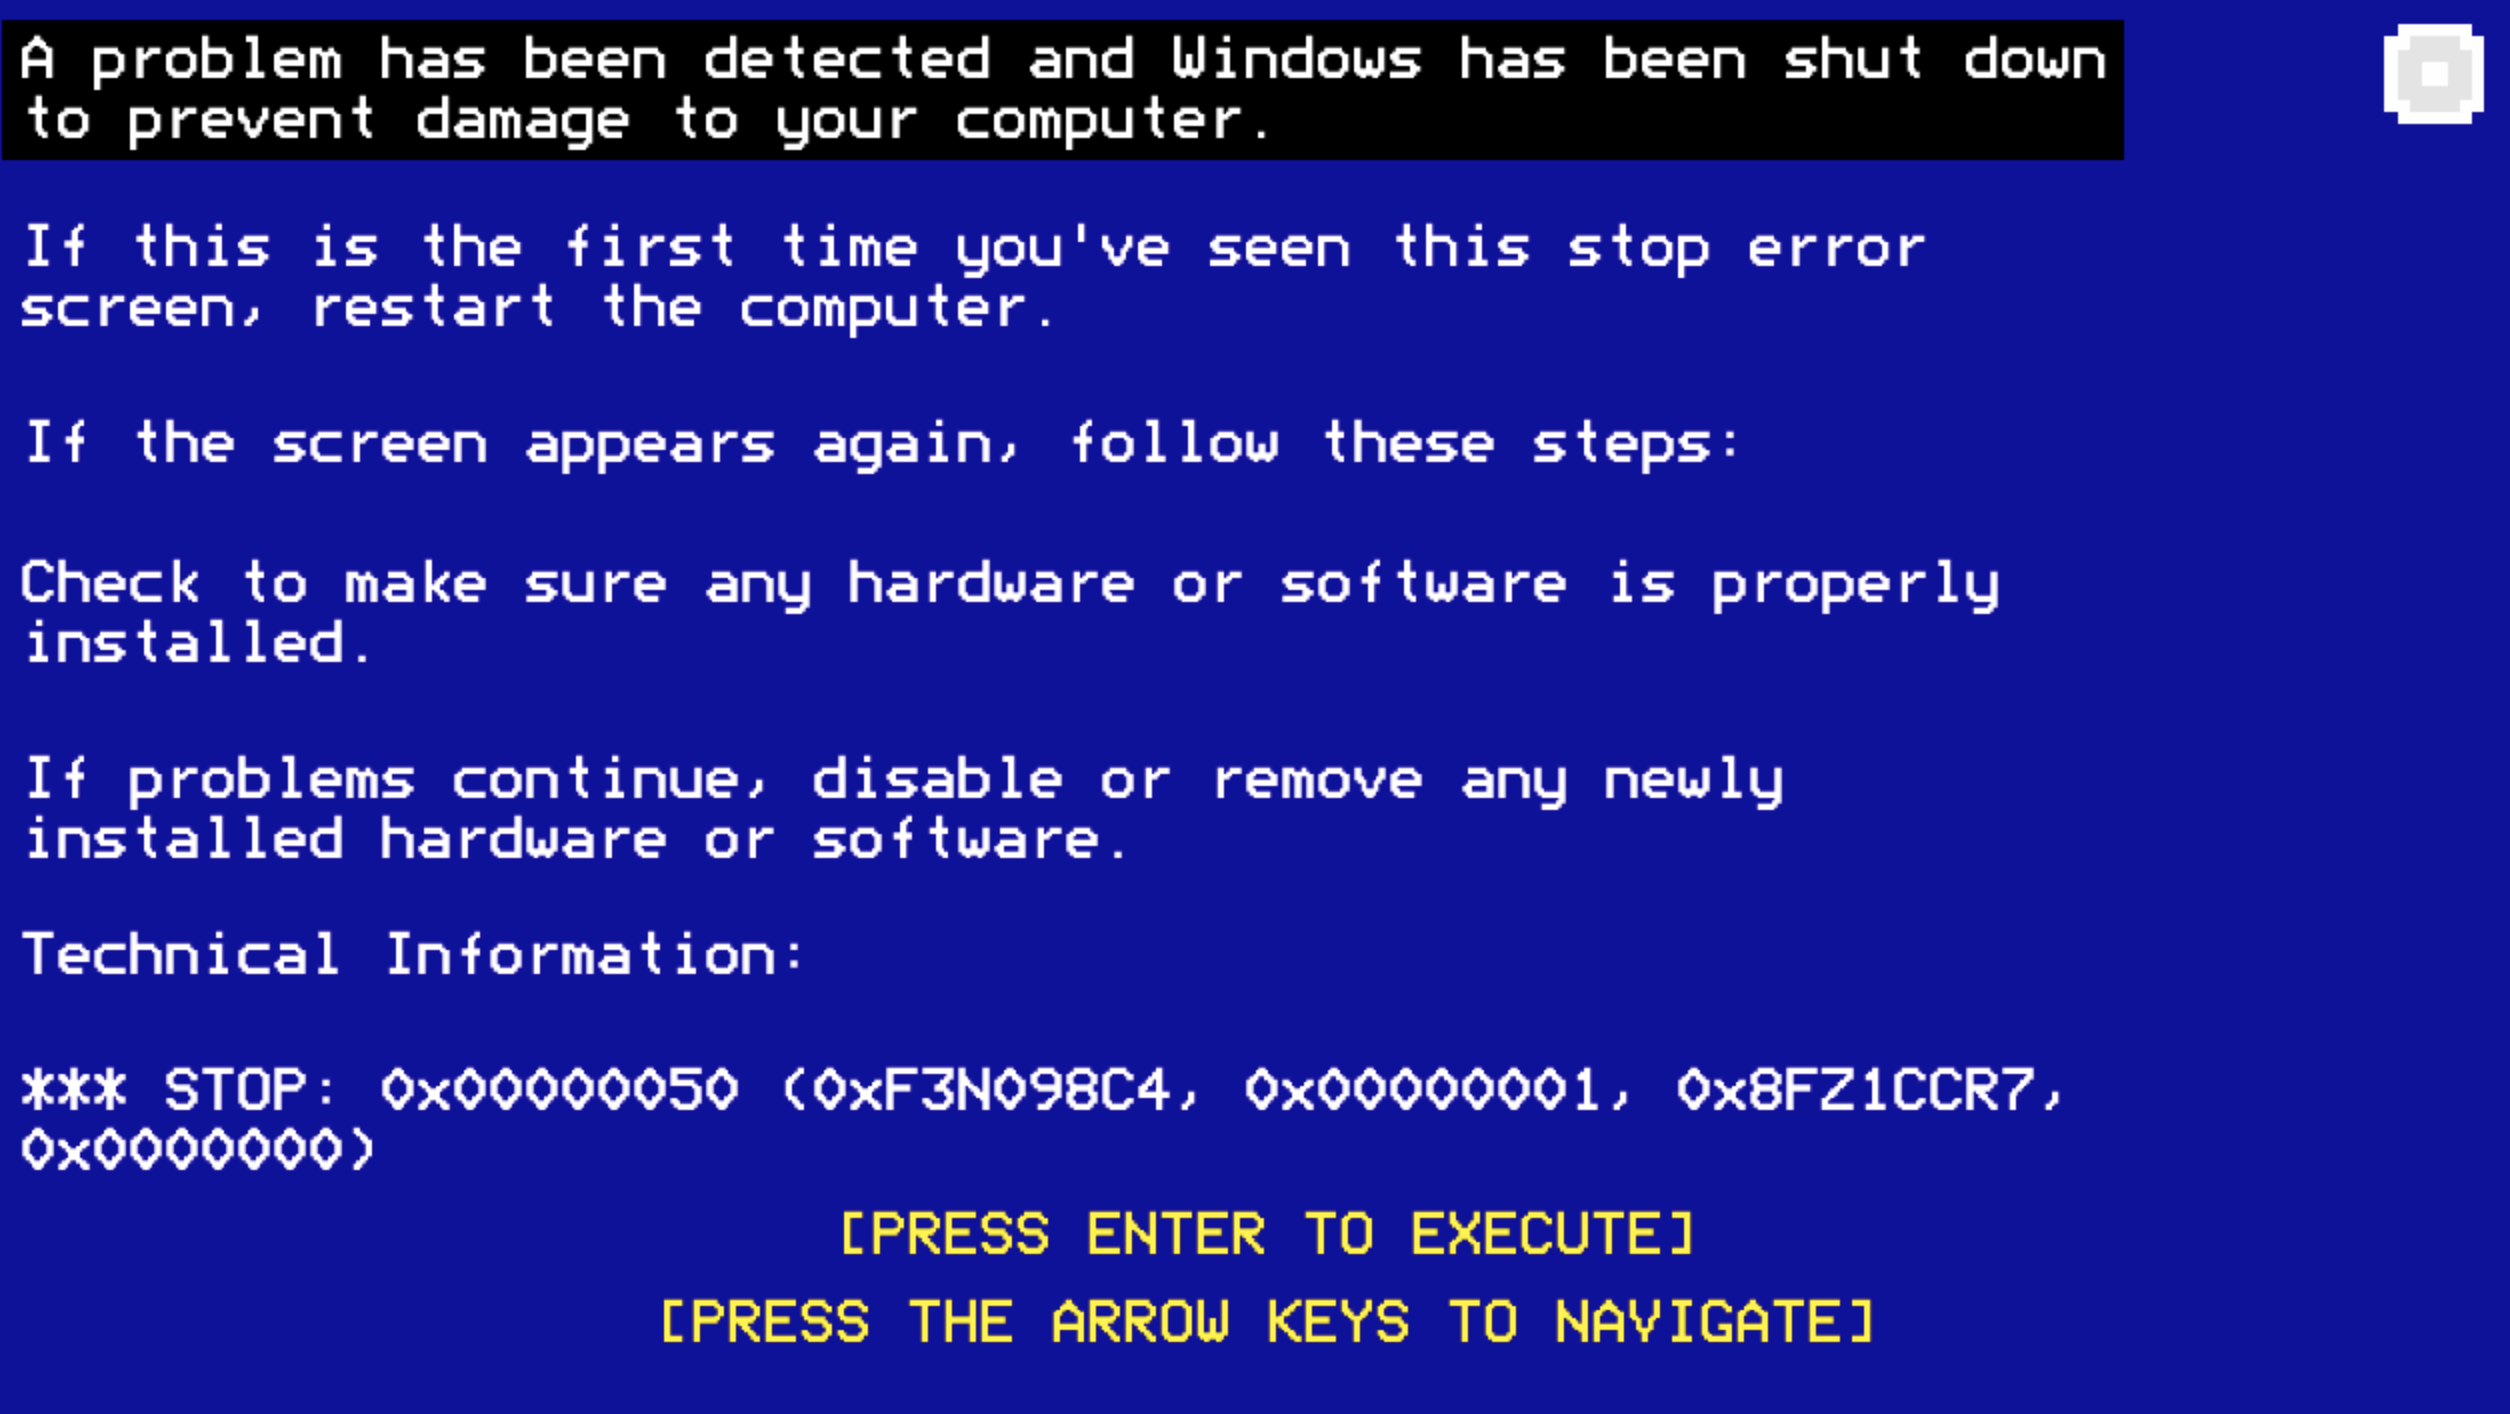 A problem has been detected and Windows has been shut down
to prevent damage to your computer.
If this is the first time you've seen this stop error
screen, restart the computer.
If the screen appears again, follow these steps:
Check to make sure any hardware or software is properly
installed.
If problems continue, disable or remove any newly
installed hardware or software.
Technical Information:
*** STOP: 0x00000050 (0xF3N098C4, 0x00000001, 0x8FZ1CCR7,
0x0000000)
[PRESS ENTER TO EXECUTE]
[PRESS THE ARROW KEYS TO NAVIGATE]